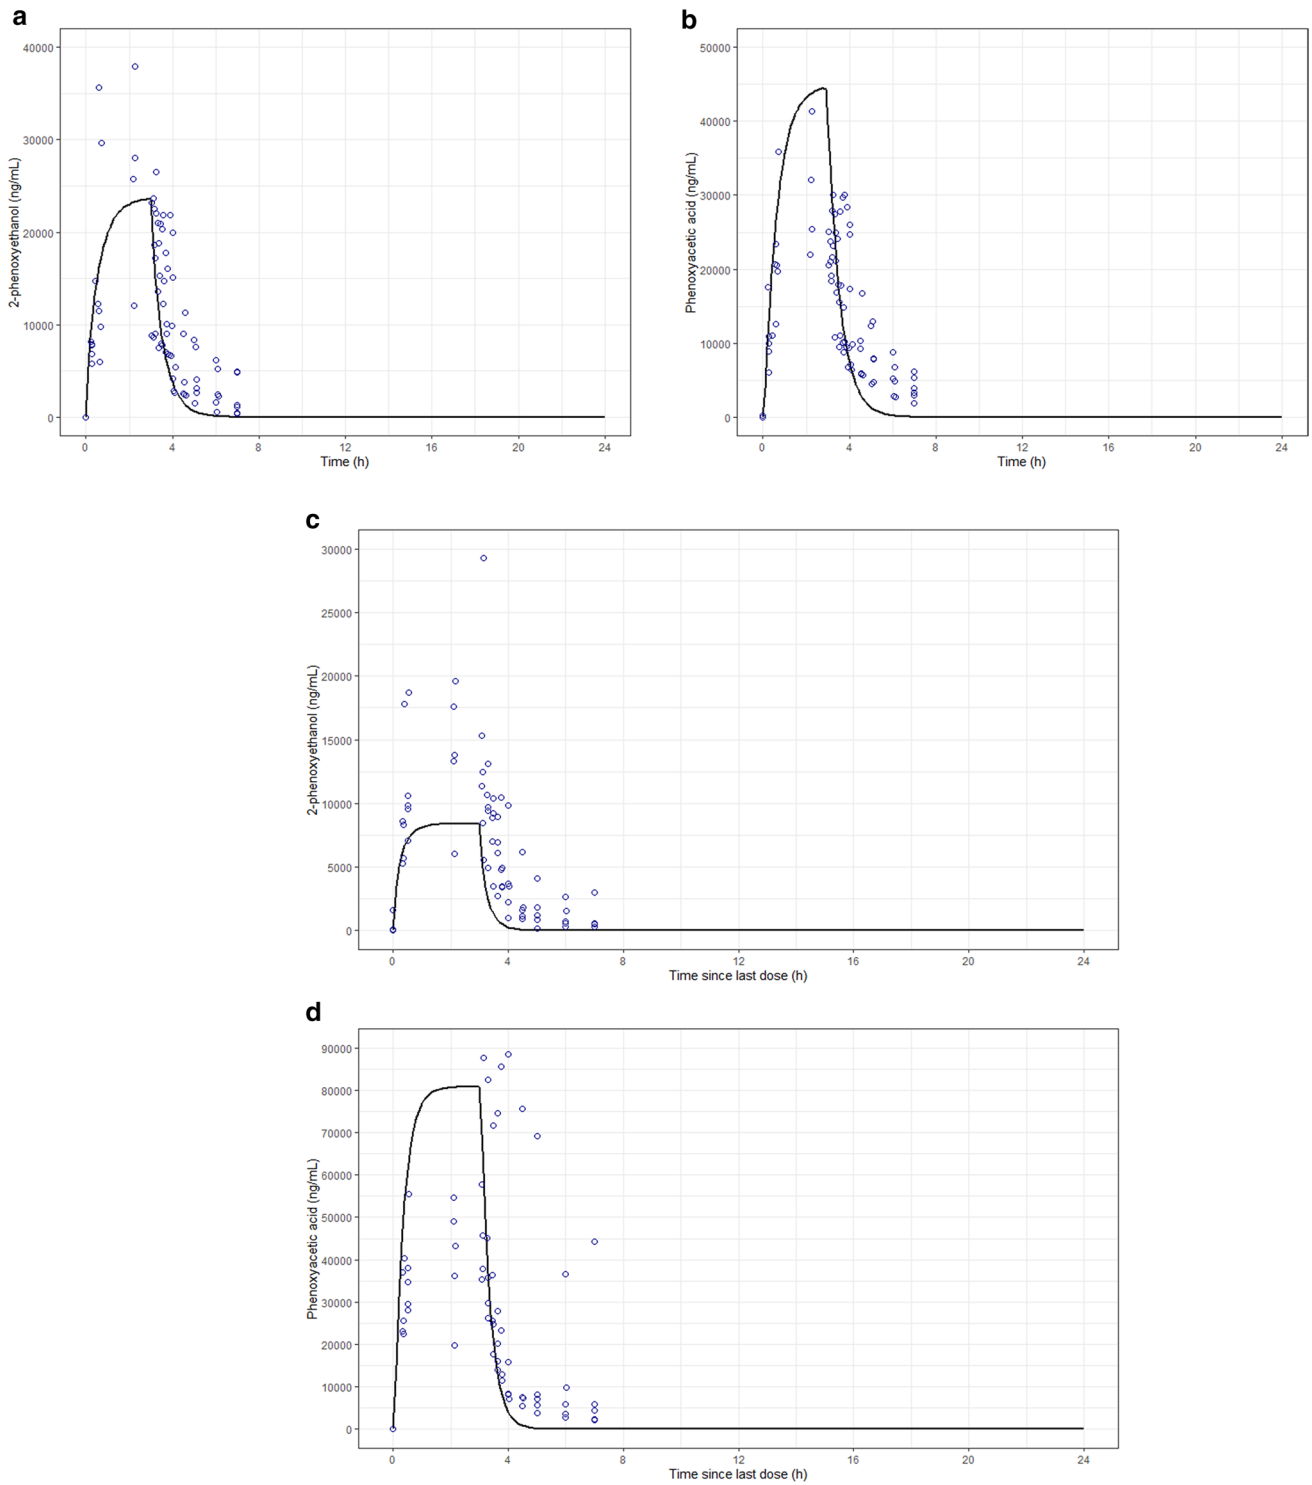 a
40000
30000
20000
10000
0
2-phenoxyethanol (ng/mL)
0 4 8 12 16 20 24
Time (h)
b
50000
40000
30000
20000
10000
0
Phenoxyacetic acid (ng/mL)
0 4 8 12 16 20 24
Time (h)
c
30000
25000
20000
15000
10000
5000
0
2-phenoxyethanol (ng/mL)
0 4 8 12 16 20 24
Time since last dose (h)
d
90000
80000
70000
60000
50000
40000
30000
20000
10000
0
Phenoxyacetic acid (ng/mL)
0 4 8 12 16 20 24
Time since last dose (h)